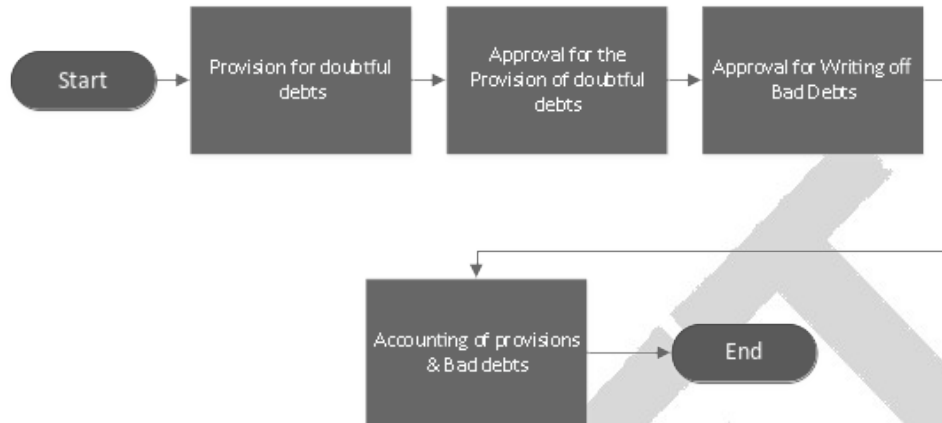 Start
Provision for doubtful
debts
Approval for the
Provision of doubtful
debts
Approval for Writing off
Bad Debts
Accounting of provisions
& Bad debts
End